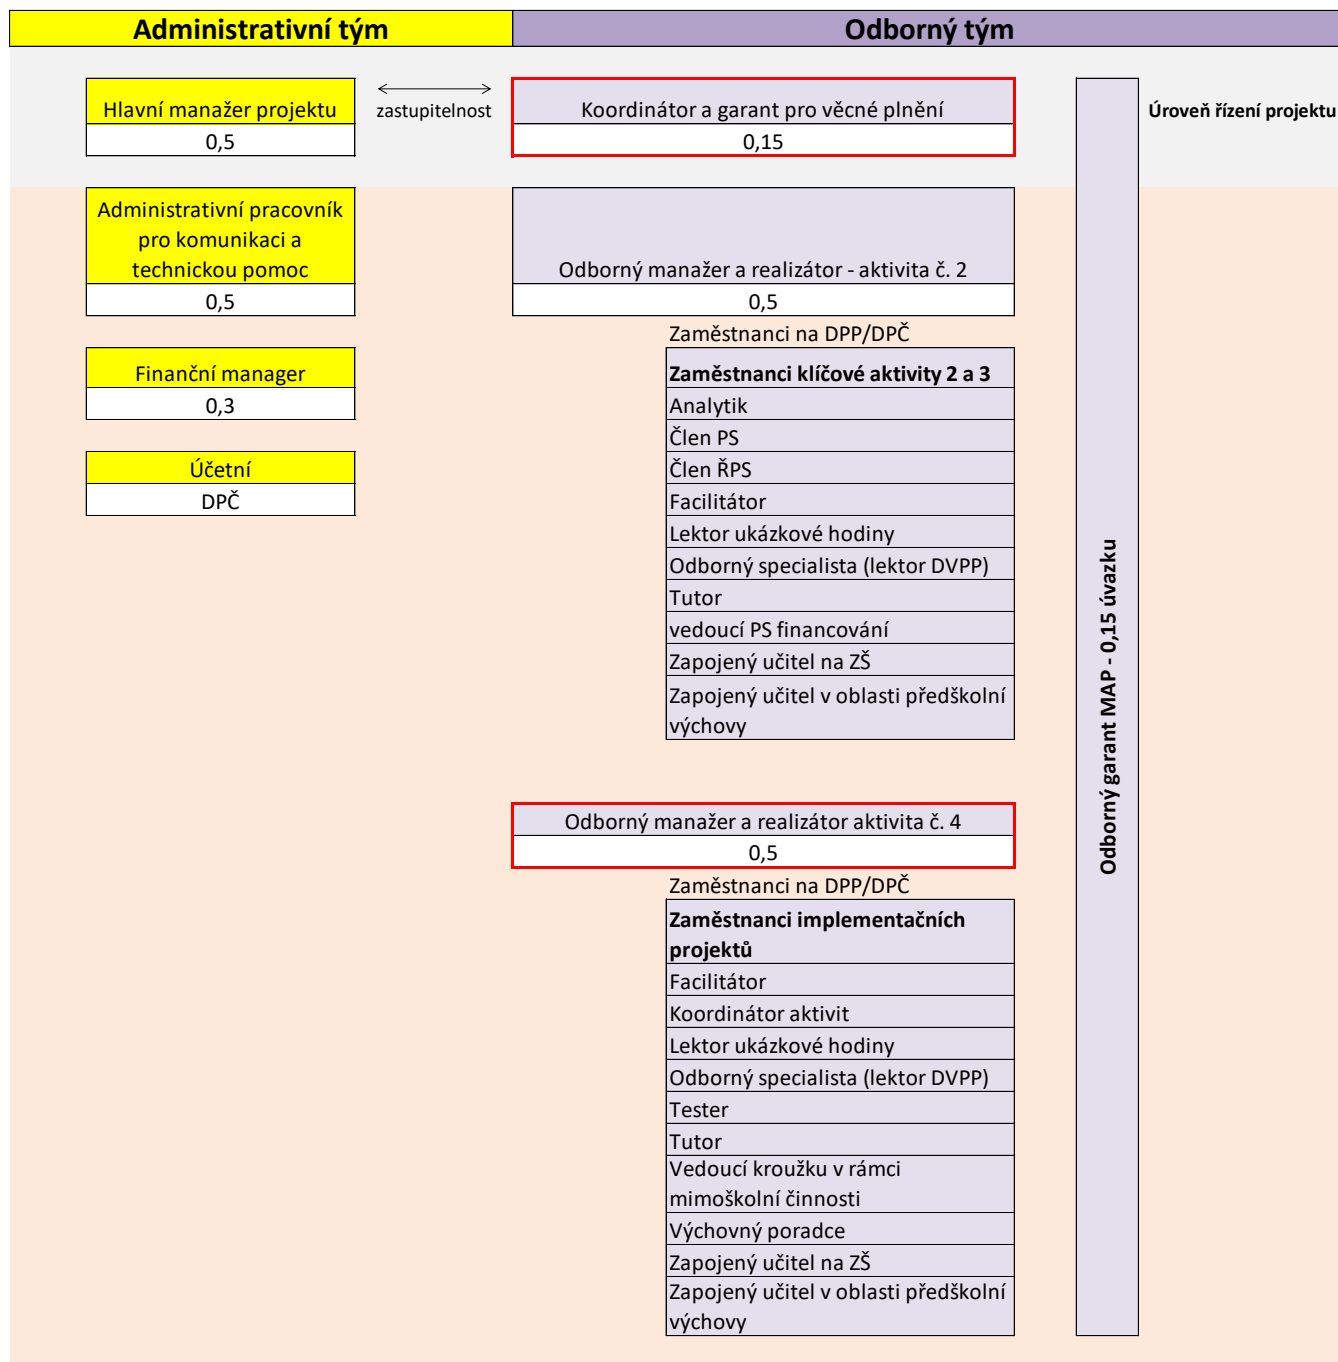 Administrativní tým
Odborný tým
Hlavní manažer projektu
0,5
zastupitelnost
Koordinátor a garant pro věcné plnění
0,15
Úroveň řízení projektu
Administrativní pracovník
pro komunikaci a
technickou pomoc
0,5
Odborný manažer a realizátor - aktivita č. 2
0,5
Zaměstnanci na DPP/DPČ
Finanční manager
0,3
Účetní
DPČ
Zaměstnanci klíčové aktivity 2 a 3
Analytik
Člen PS
Člen ŘPS
Facilitátor
Lektor ukázkové hodiny
Odborný specialista (lektor DVPP)
Tutor
vedoucí PS financování
Zapojený učitel na ZŠ
Zapojený učitel v oblasti předškolní
výchovy
Odborný garant MAP - 0,15 úvazku
Odborný manažer a realizátor aktivita č. 4
0,5
Zaměstnanci na DPP/DPČ
Zaměstnanci implementačních
projektů
Facilitátor
Koordinátor aktivit
Lektor ukázkové hodiny
Odborný specialista (lektor DVPP)
Tester
Tutor
Vedoucí kroužku v rámci
mimoškolní činnosti
Výchovný poradce
Zapojený učitel na ZŠ
Zapojený učitel v oblasti předškolní
výchovy